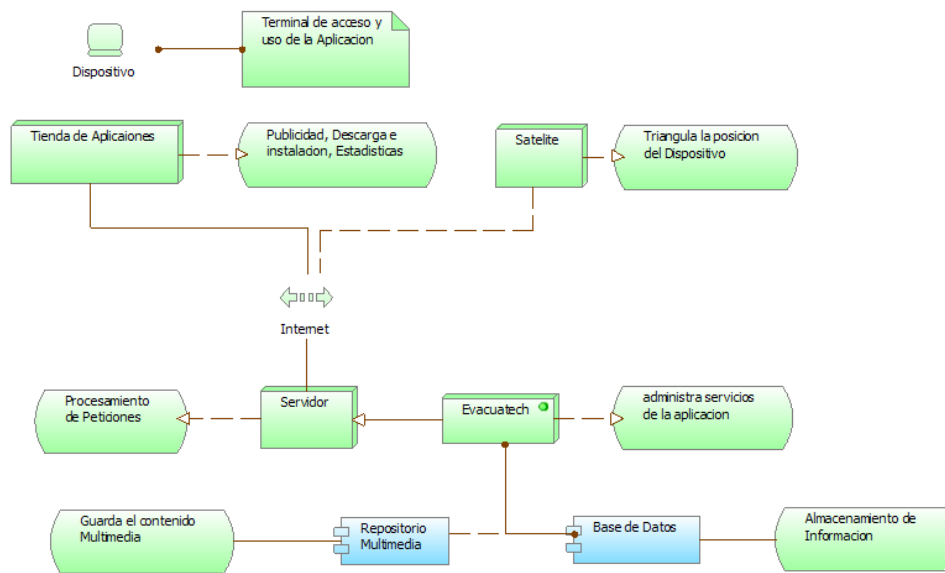 Terminal de acceso y
uso de la Aplicacion
Dispositivo
Tienda de Aplicaiones
Publicidad, Descarga e
instalacion, Estadisticas
Satelite
Triangula la posicion
del Dispositivo
Internet
Procesamiento
de Peticiones
Servidor
Evacuatech
administra servicios
de la aplicacion
Guarda el contenido
Multimedia
Repositorio
Multimedia
Base de Datos
Almacenamiento de
Informacion